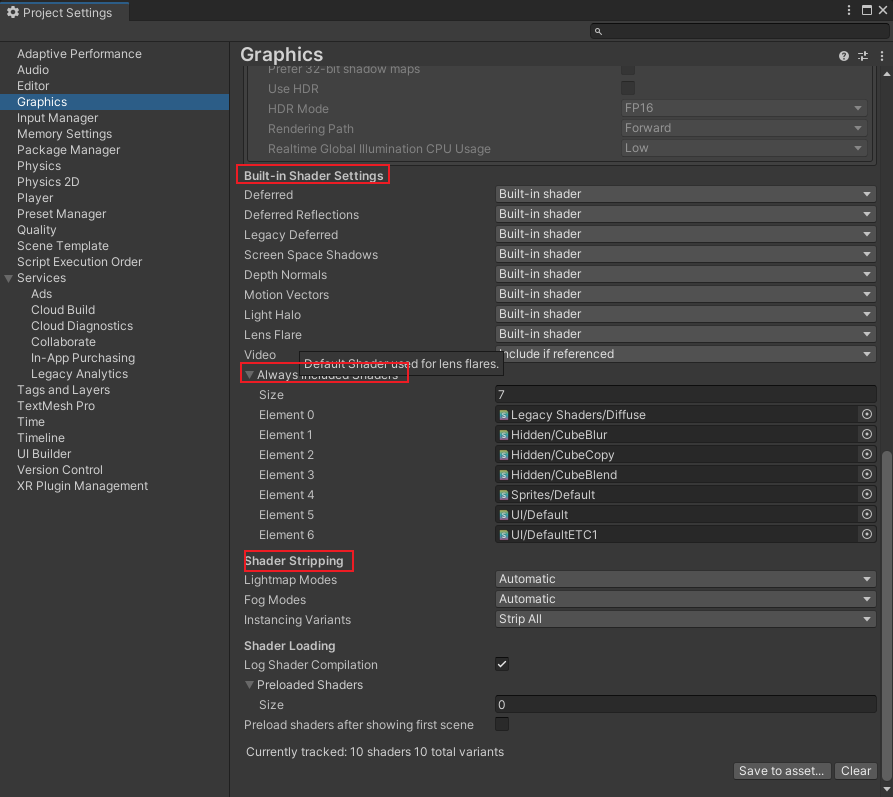 Project Settings
Adaptive Performance
Audio
Editor
Graphics
Input Manager
Memory Settings
Package Manager
Physics
Physics 2D
Player
Preset Manager
Quality
Scene Template
Script Execution Order
Services
Ads
Cloud Build
Cloud Diagnostics
Collaborate
In-App Purchasing
Legacy Analytics
Tags and Layers
TextMesh Pro
Time
Timeline
UI Builder
Version Control
XR Plugin Management
Graphics
Prefer 32-bit shadow maps
Use HDR
HDR Mode FP16
Rendering Path Forward
Realtime Global Illumination CPU Usage Low
Built-in Shader Settings
Deferred Built-in shader
Deferred Reflections Built-in shader
Legacy Deferred Built-in shader
Screen Space Shadows Built-in shader
Depth Normals Built-in shader
Motion Vectors Built-in shader
Light Halo Built-in shader
Lens Flare Built-in shader
Video Include if referenced
Default Shader used for lens flares.
Always Included Shaders
Size 7
Element 0 Legacy Shaders/Diffuse
Element 1 Hidden/CubeBlur
Element 2 Hidden/CubeCopy
Element 3 Hidden/CubeBlend
Element 4 Sprites/Default
Element 5 UI/Default
Element 6 UI/DefaultETC1
Shader Stripping
Lightmap Modes Automatic
Fog Modes Automatic
Instancing Variants Strip All
Shader Loading
Log Shader Compilation
Preloaded Shaders
Size 0
Preload shaders after showing first scene
Currently tracked: 10 shaders 10 total variants
Save to asset... Clear